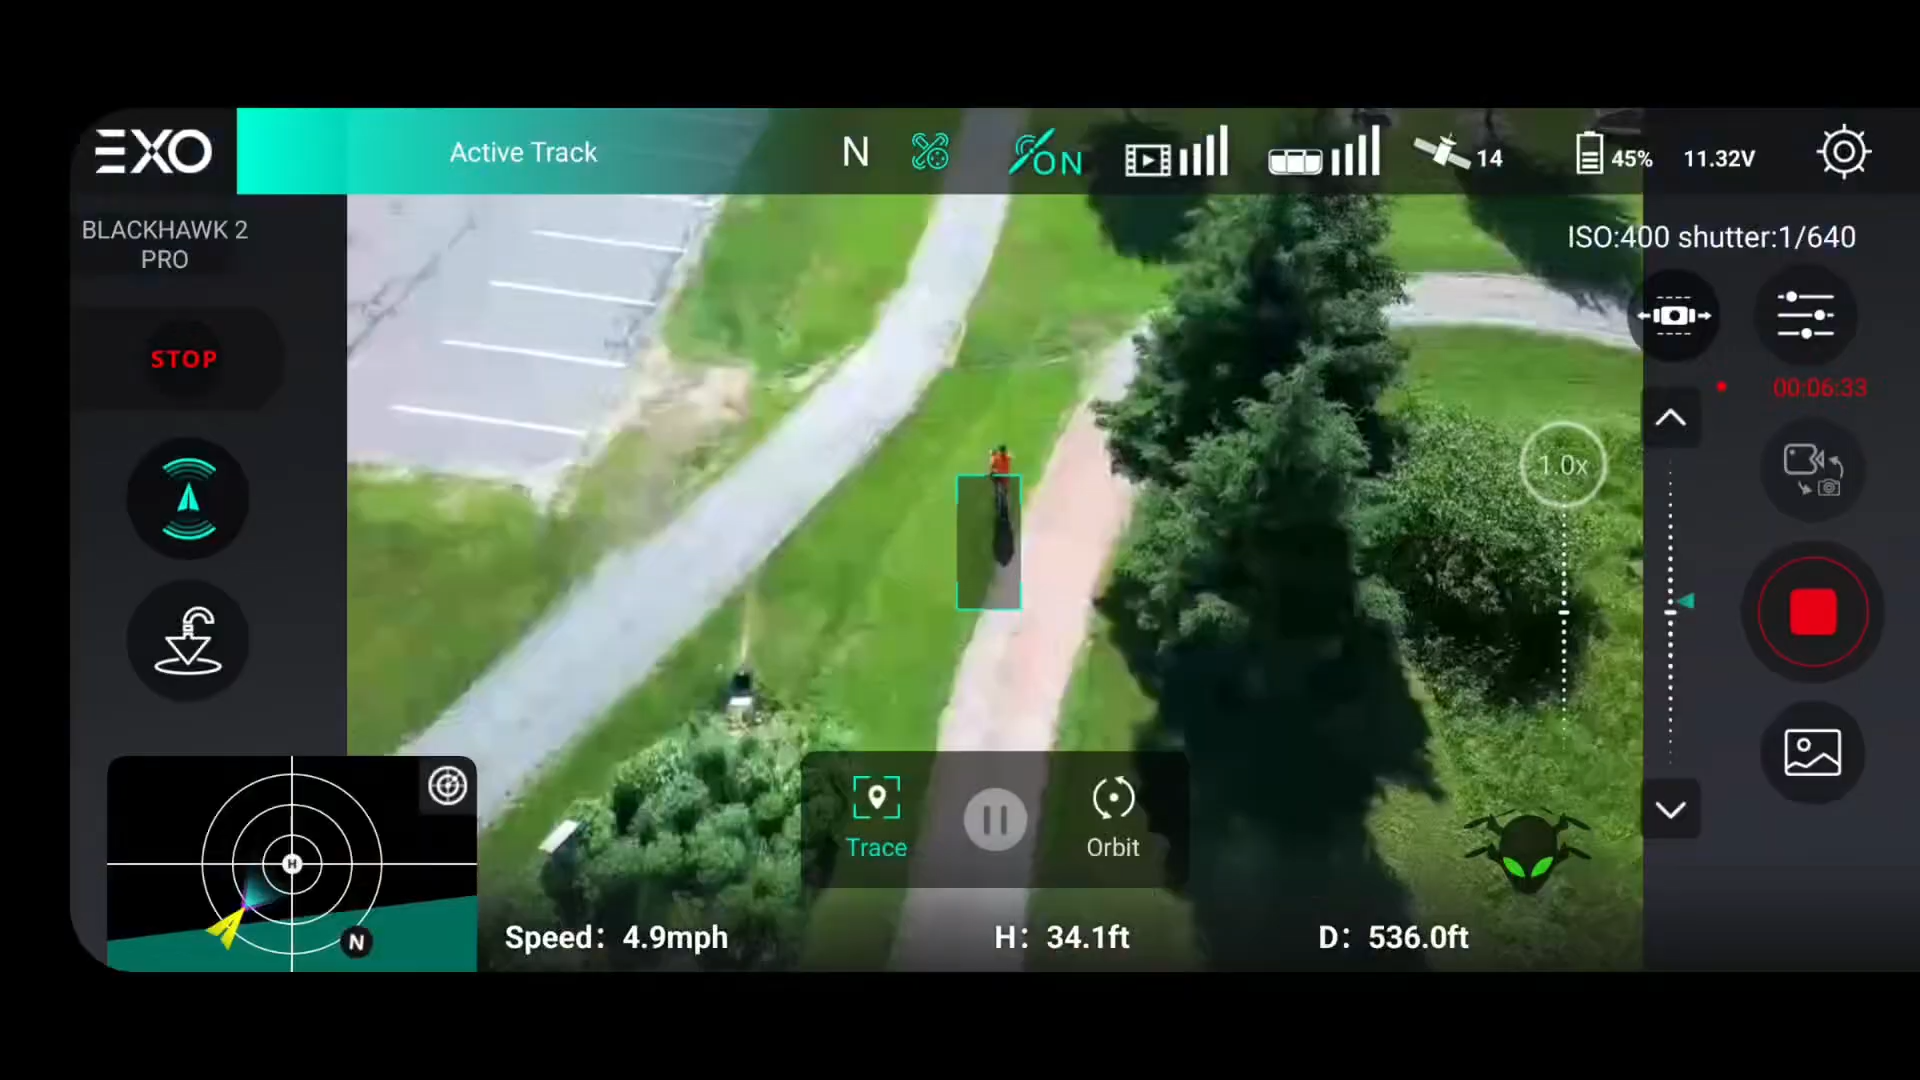 EXO
Active Track
N
ON
14
45%
11.32V
BLACKHAWK 2
PRO
ISO:400 shutter:1/640
STOP
00:06:33
1.0x
Trace
Orbit
H
N
Speed: 4.9mph
H: 34.1ft
D: 536.0ft